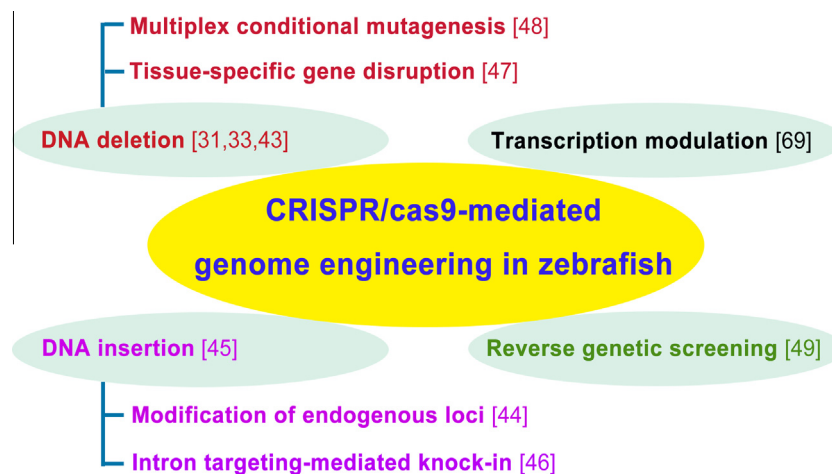 Multiplex conditional mutagenesis [48]
Tissue-specific gene disruption [47]
DNA deletion [31,33,43]
Transcription modulation [69]
CRISPR/cas9-mediated
genome engineering in zebrafish
DNA insertion [45]
Reverse genetic screening [49]
Modification of endogenous loci [44]
Intron targeting-mediated knock-in [46]